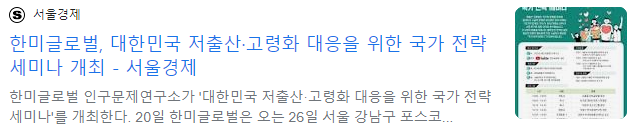 S 서울경제
한미글로벌, 대한민국 저출산·고령화 대응을 위한 국가 전략
세미나 개최 - 서울경제
한미글로벌 인구문제연구소가 '대한민국 저출산·고령화 대응을 위한 국가 전략
세미나'를 개최한다. 20일 한미글로벌은 오는 26일 서울 강남구 포스코...